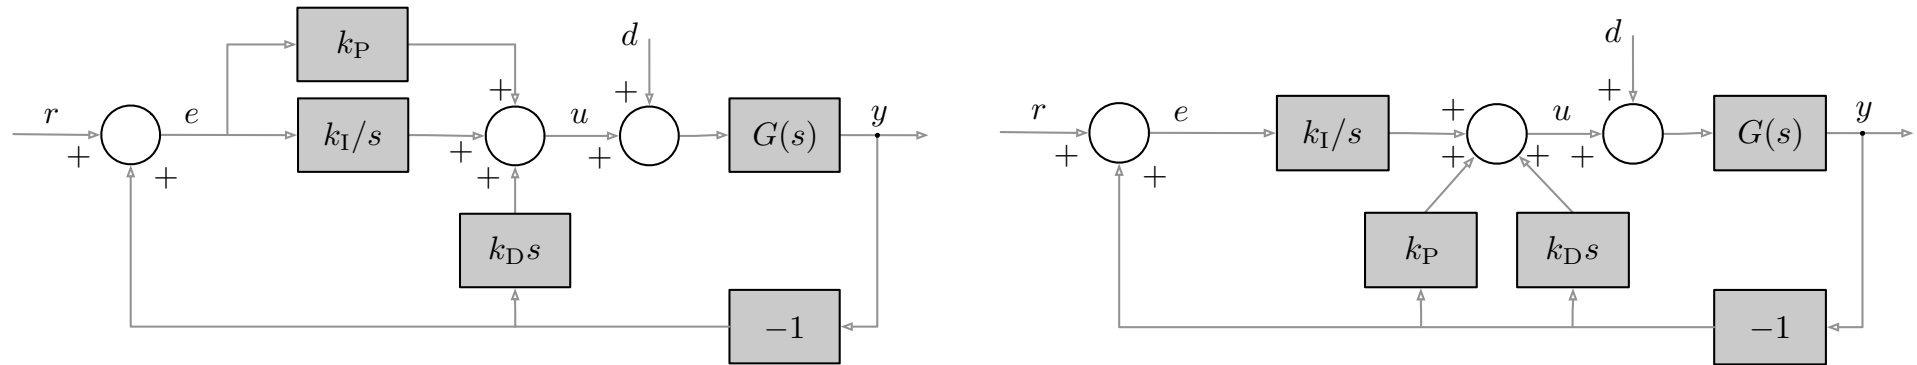 k_P
d
r
e
+
+
u
y
+
k_I/s
+
+
G(s)
+
+
k_D s
−1
d
r
e
+
+
u
y
k_I/s
G(s)
+
+
+
+
+
+
k_P
k_D s
−1